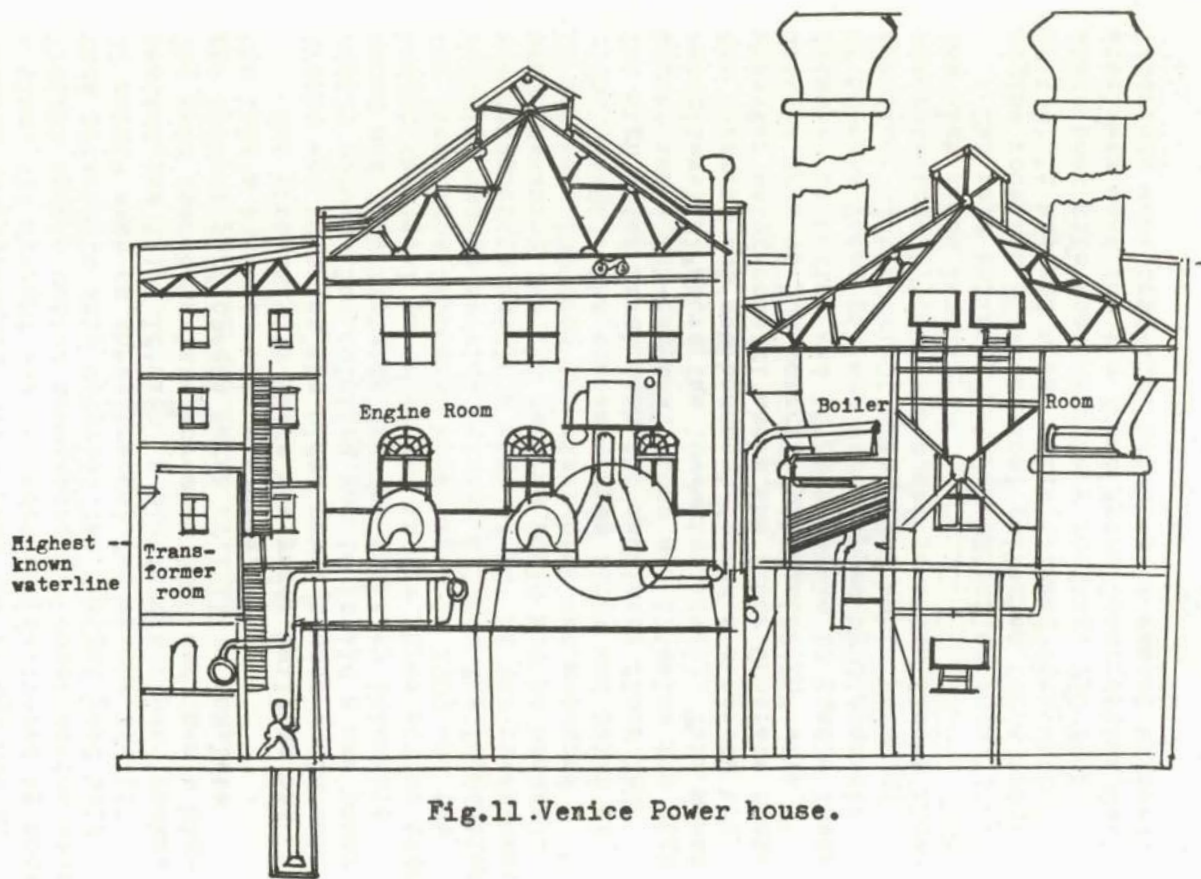 Engine Room
Boiler Room
Highest
known
waterline
Trans-
former
room
Fig.11.Venice Power house.